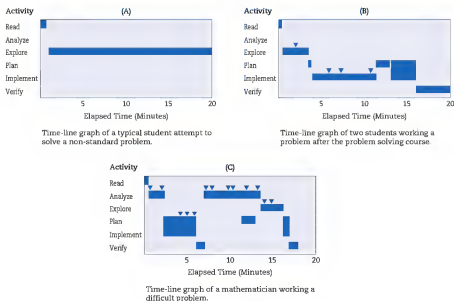 Activity (A)
Read
Analyze
Explore
Plan
Implement
Verify
5 10 15 20
Elapsed Time (Minutes)
Time-line graph of a typical student attempt to
solve a non-standard problem.
Activity (B)
Read
Analyze
Explore
Plan
Implement
Verify
5 10 15 20
Elapsed Time (Minutes)
Time-line graph of two students working a
problem after the problem solving course.
Activity (C)
Read
Analyze
Explore
Plan
Implement
Verify
5 10 15 20
Elapsed Time (Minutes)
Time-line graph of a mathematician working a
difficult problem.